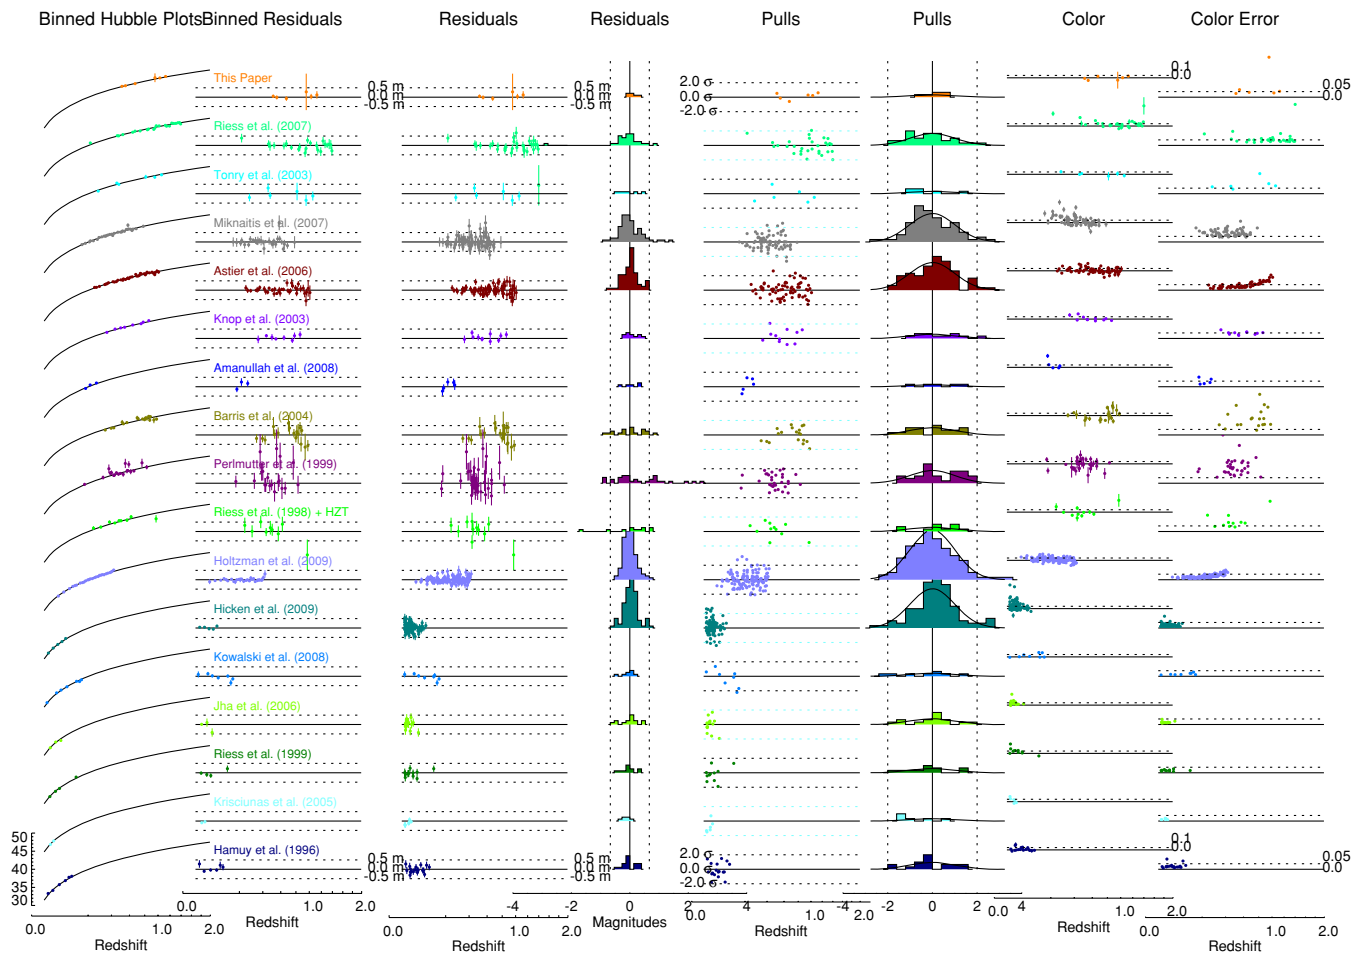 Binned Hubble Plots Binned Residuals Residuals Residuals Pulls Pulls Color Color Error
This Paper
0.5 m
0.0 m
-0.5 m
0.5 m
0.0 m
-0.5 m
2.0 σ
0.0 σ
-2.0 σ
0.1
0.0
0.05
0.0
Riess et al. (2007)
Tonry et al. (2003)
Miknaitis et al. (2007)
Astier et al. (2006)
Knop et al. (2003)
Amanullah et al. (2008)
Barris et al. (2004)
Perlmutter et al. (1999)
Riess et al. (1998) + HZT
Holtzman et al. (2009)
Hicken et al. (2009)
Kowalski et al. (2008)
Jha et al. (2006)
Riess et al. (1999)
Krisciunas et al. (2005)
Hamuy et al. (1996)
50
45
40
35
30
0.5 m
0.0 m
-0.5 m
0.5 m
0.0 m
-0.5 m
2.0 σ
0.0 σ
-2.0 σ
0.1
0.0
0.05
0.0
0.0 1.0 2.0
Redshift
0.0 1.0 2.0
Redshift
0.0 1.0 2.0
Redshift
-4 -2 0 2 4
Magnitudes
0.0 1.0 2.0
Redshift
-4 -2 0 2 4
0.0 1.0 2.0
Redshift
0.0 1.0 2.0
Redshift